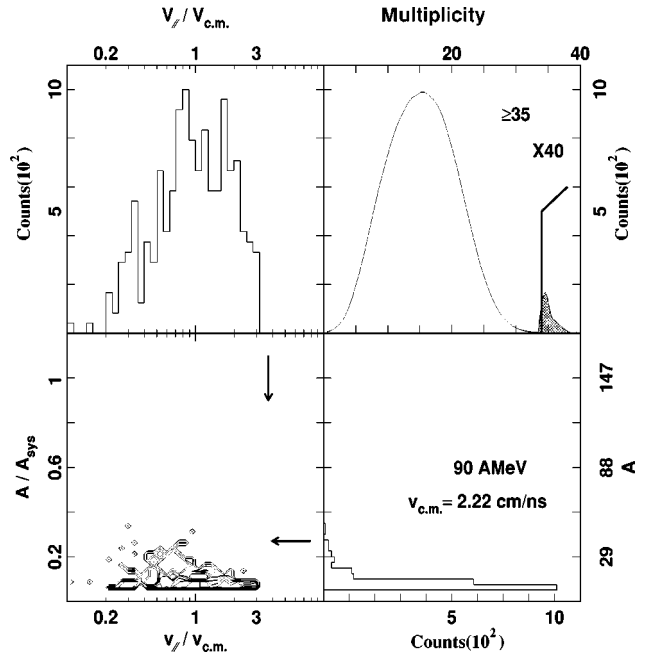 V// / Vc.m.
Multiplicity
0.2 1 3
20 40
10
5
Counts(10²)
≥35
X40
10
5
Counts(10²)
1
0.6
0.2
A / Asys
90 AMeV
vc.m.= 2.22 cm/ns
147
88
29
A
0.2 1 3
5 10
v// / vc.m.
Counts(10²)